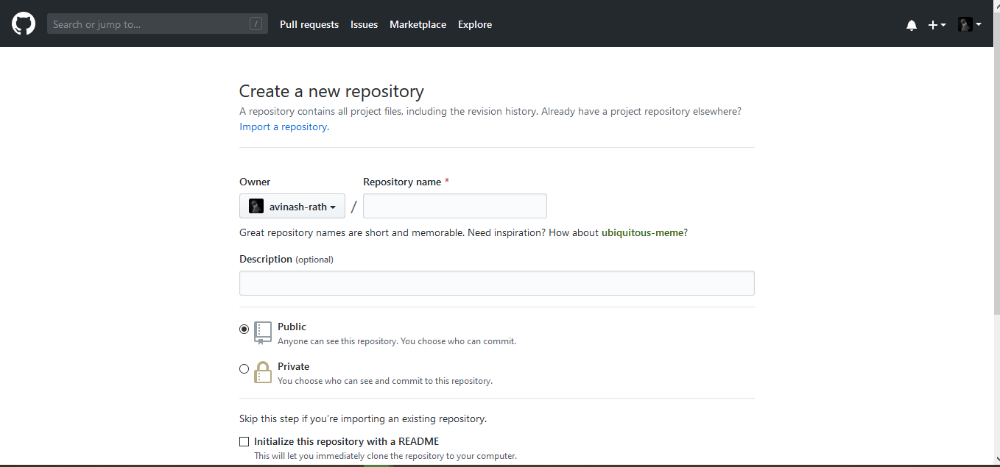 Search or jump to... / Pull requests Issues Marketplace Explore
Create a new repository
A repository contains all project files, including the revision history. Already have a project repository elsewhere?
Import a repository.
Owner Repository name *
avinash-rath / 
Great repository names are short and memorable. Need inspiration? How about ubiquitous-meme?
Description (optional)
Public
Anyone can see this repository. You choose who can commit.
Private
You choose who can see and commit to this repository.
Skip this step if you're importing an existing repository.
Initialize this repository with a README
This will let you immediately clone the repository to your computer.